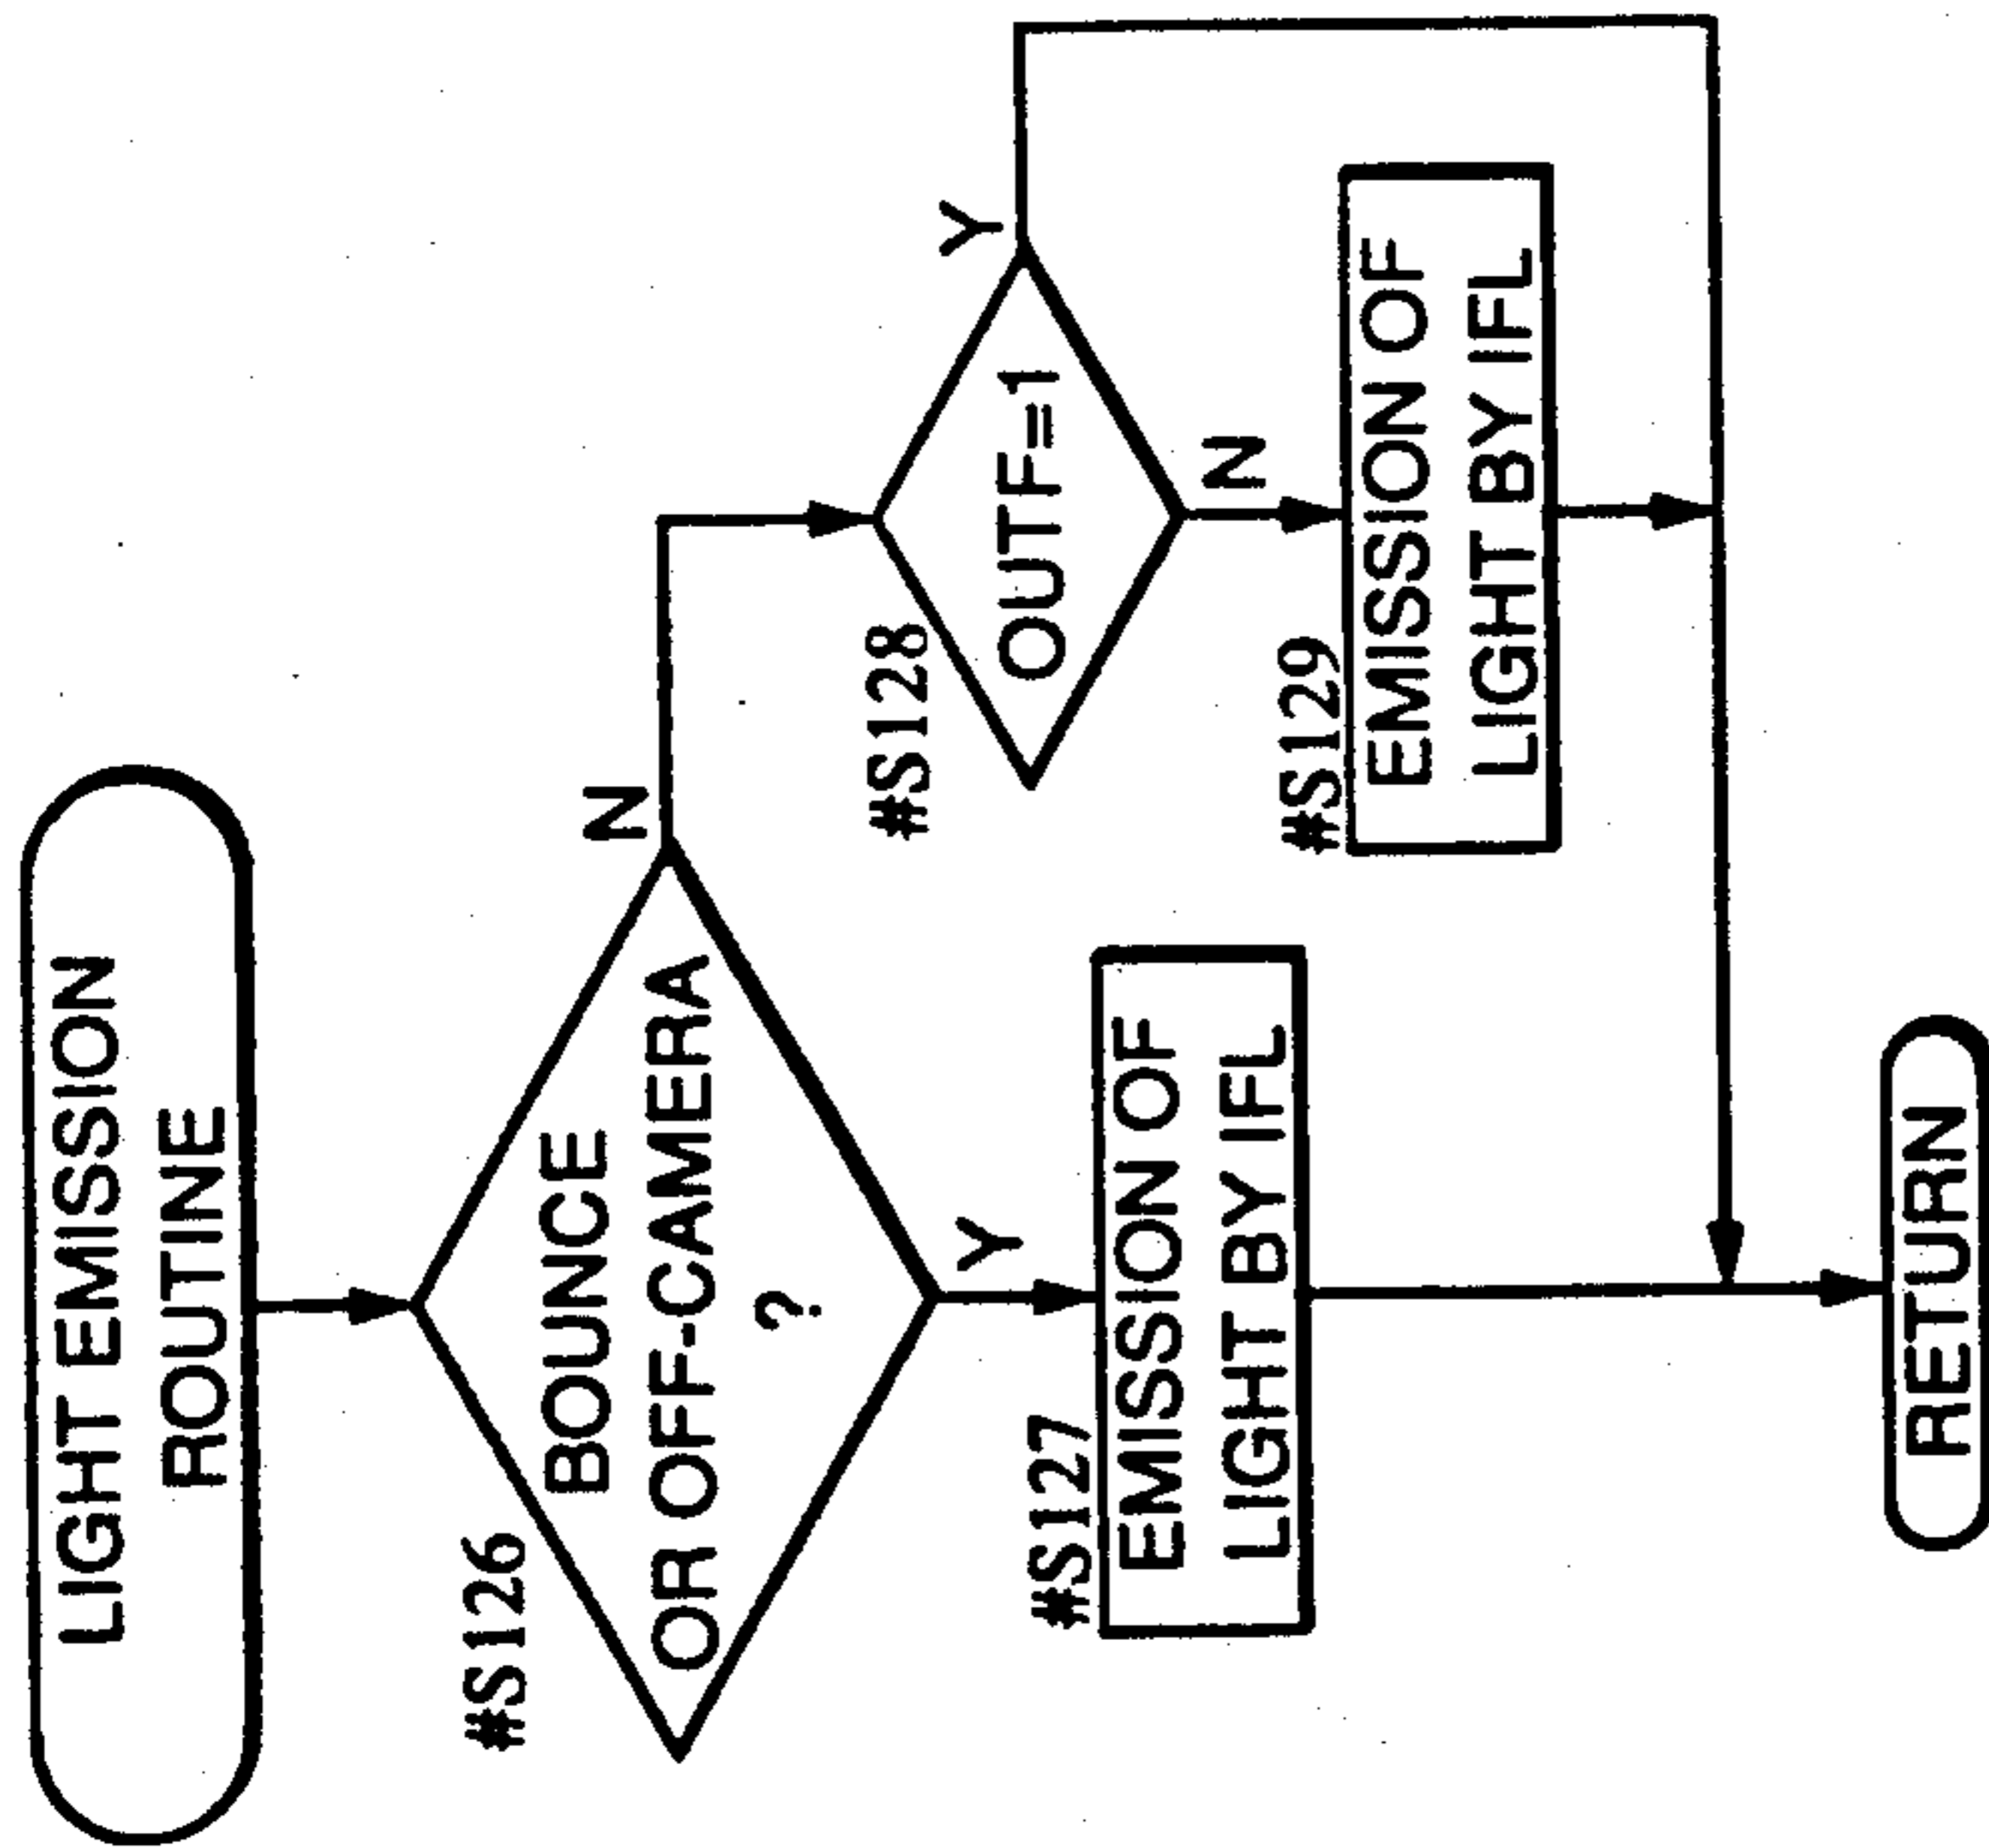 LIGHT EMISSION
ROUTINE
#S126
BOUNCE
OR OFF-CAMERA
?
N
Y
#S127
EMISSION OF
LIGHT BY IFL
#S128
OUTF=1
Y
N
#S129
EMISSION OF
LIGHT BY IFL
RETURN